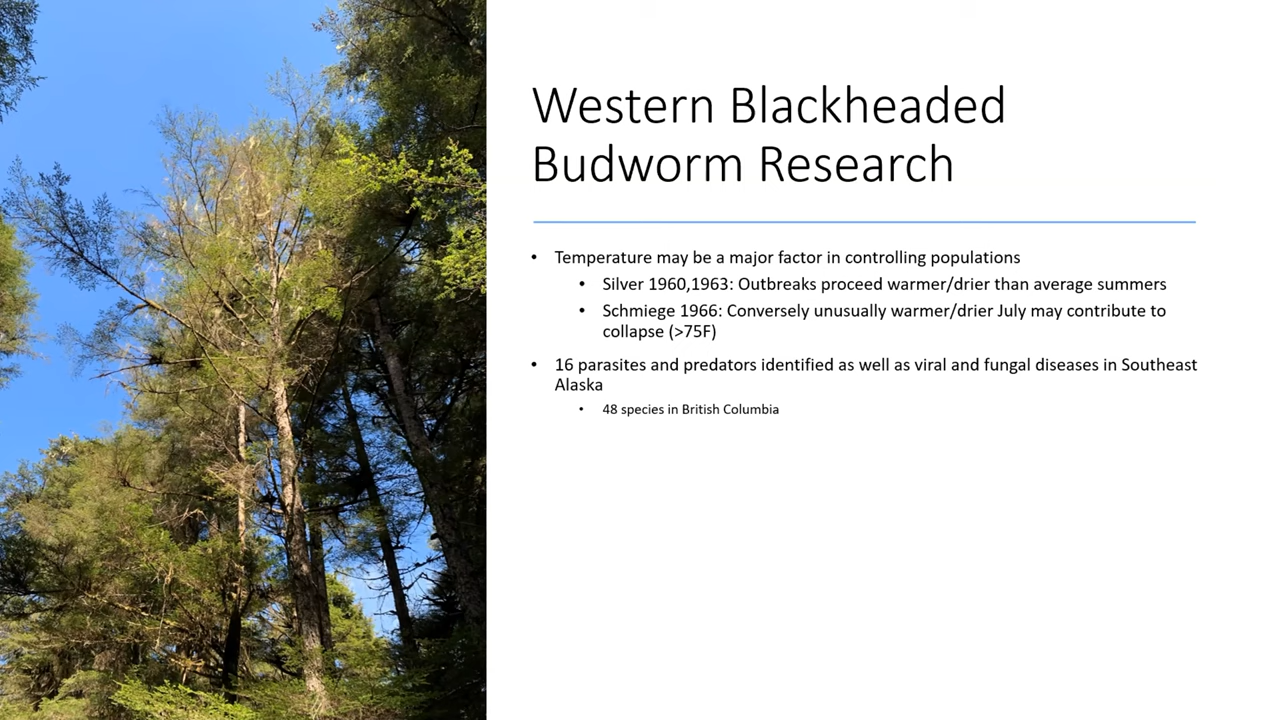 Western Blackheaded
Budworm Research
• Temperature may be a major factor in controlling populations
• Silver 1960,1963: Outbreaks proceed warmer/drier than average summers
• Schmiege 1966: Conversely unusually warmer/drier July may contribute to
collapse (>75F)
• 16 parasites and predators identified as well as viral and fungal diseases in Southeast
Alaska
• 48 species in British Columbia